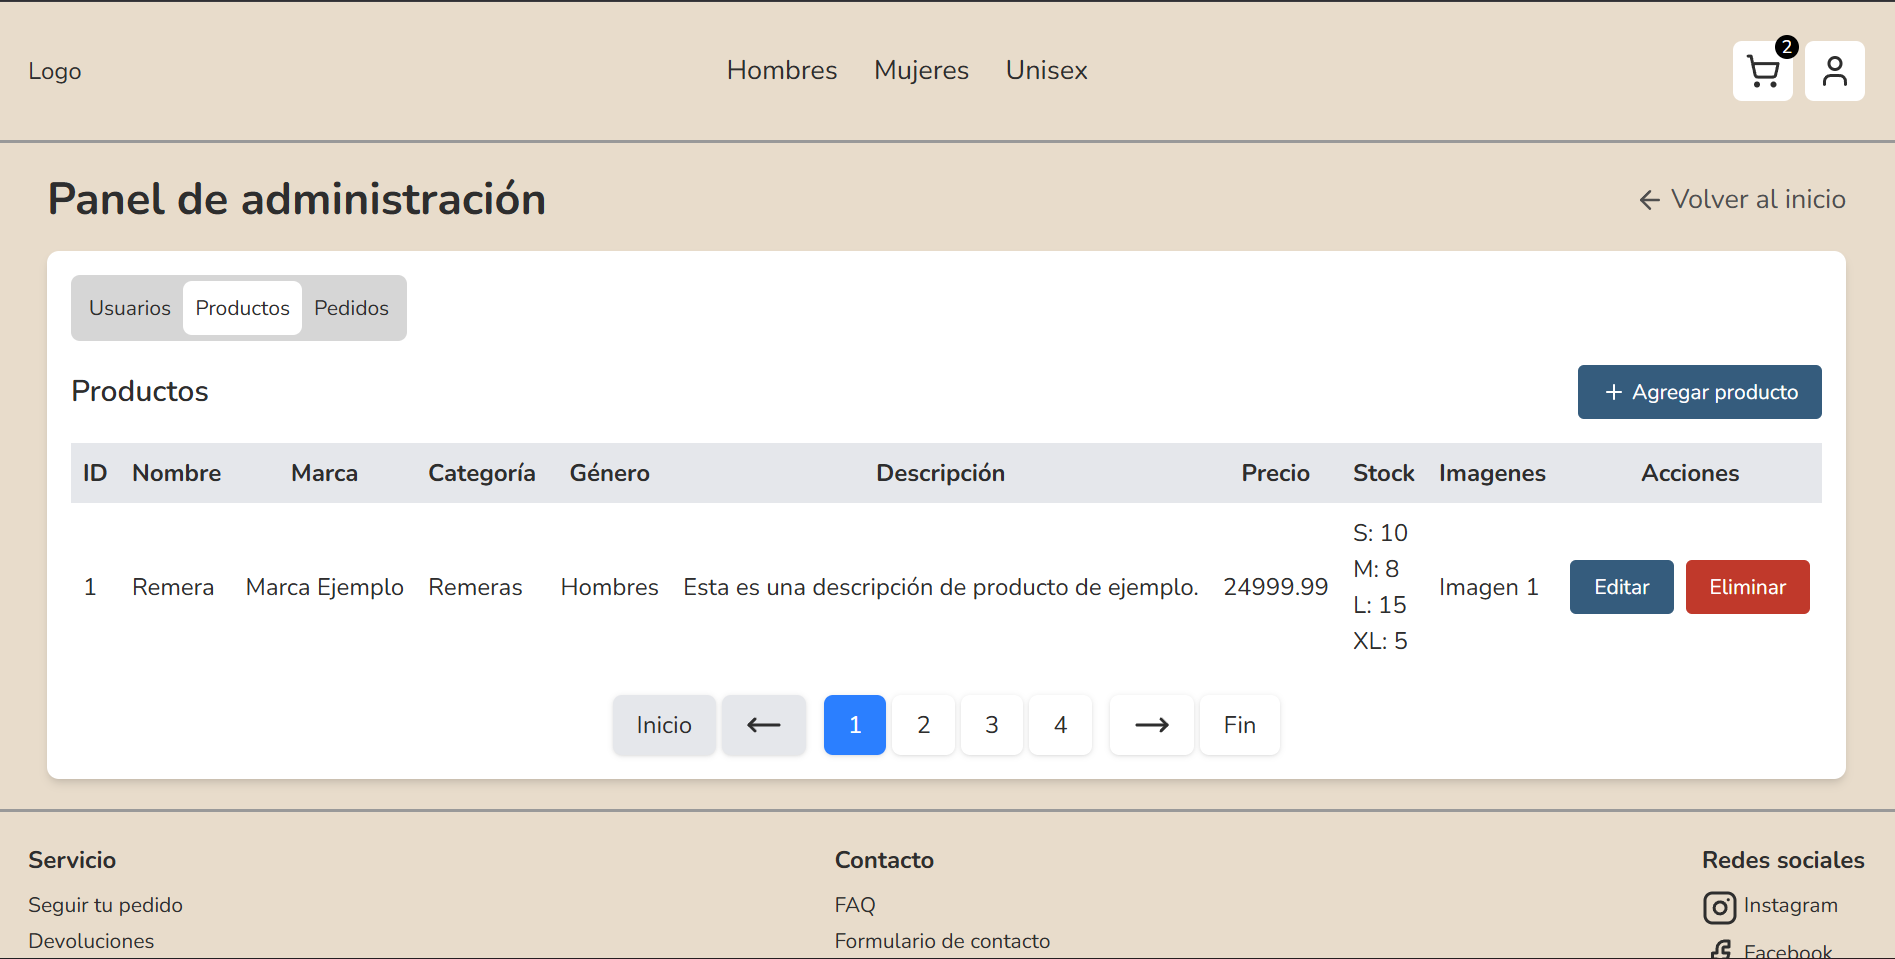 Logo
Hombres Mujeres Unisex
2
Panel de administración
Volver al inicio
Usuarios Productos Pedidos
Productos
Agregar producto
ID Nombre Marca Categoría Género Descripción Precio Stock Imagenes Acciones
1 Remera Marca Ejemplo Remeras Hombres Esta es una descripción de producto de ejemplo. 24999.99
S: 10
M: 8
L: 15
XL: 5
Imagen 1 Editar Eliminar
Inicio 1 2 3 4 Fin
Servicio
Seguir tu pedido
Devoluciones
Contacto
FAQ
Formulario de contacto
Redes sociales
Instagram
Facebook